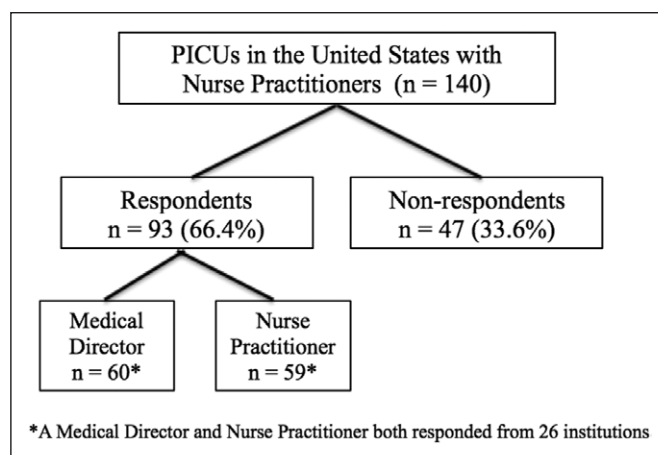 PICUs in the United States with
Nurse Practitioners (n = 140)
Respondents
n = 93 (66.4%)
Non-respondents
n = 47 (33.6%)
Medical
Director
n = 60*
Nurse
Practitioner
n = 59*
*A Medical Director and Nurse Practitioner both responded from 26 institutions